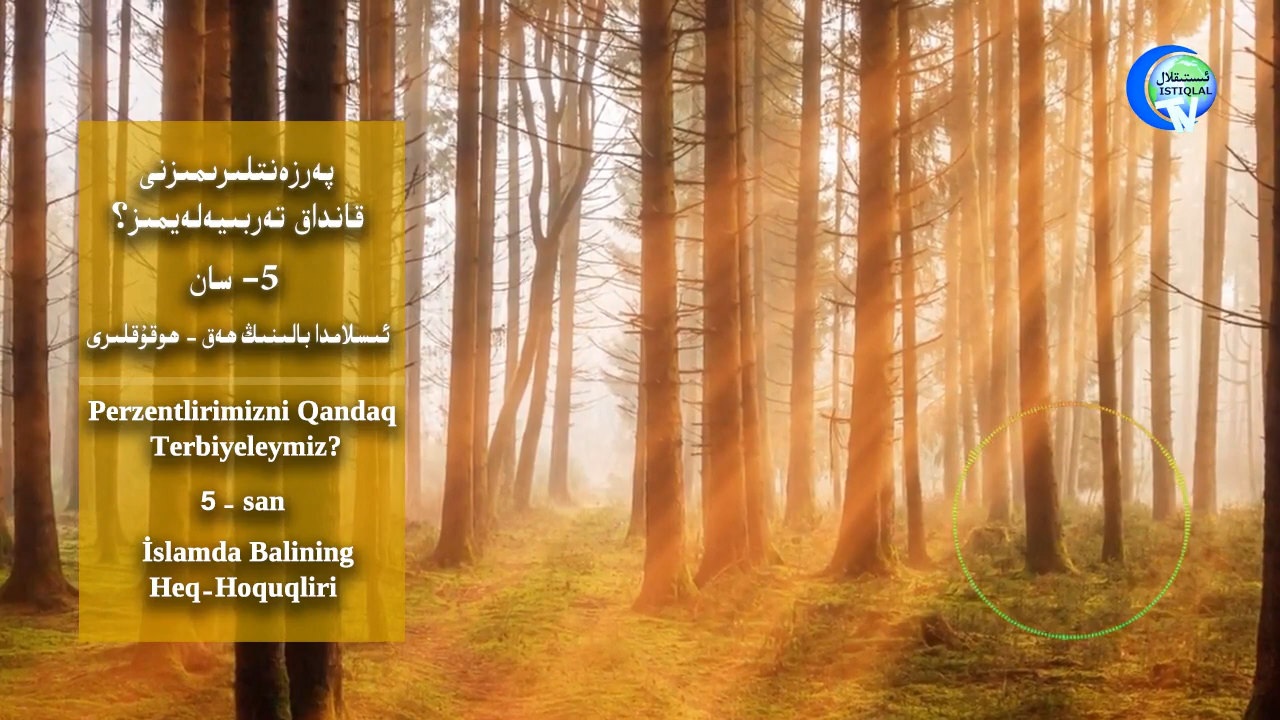 پەرزەنتلىرىمىزنى
قانداق تەربىيەلەيمىز؟
5- سان
ئىسلامدا بالىنىڭ ھەق - ھوقۇقلىرى
Perzentlirimizni Qandaq
Terbiyeleymiz?
5 - san
İslamda Balining
Heq-Hoquqliri
ئىستىقلال
ISTIQLAL
TV